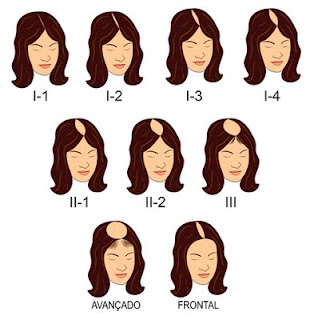 I-1 I-2 I-3 I-4
II-1 II-2 III
AVANÇADO FRONTAL